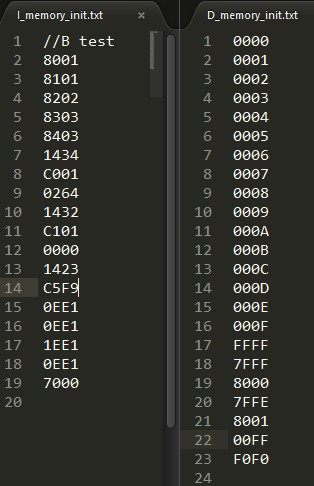 I_memory_init.txt × D_memory_init.txt
1 //B test
2 8001
3 8101
4 8202
5 8303
6 8403
7 1434
8 C001
9 0264
10 1432
11 C101
12 0000
13 1423
14 C5F9
15 0EE1
16 0EE1
17 1EE1
18 0EE1
19 7000
20
1 0000
2 0001
3 0002
4 0003
5 0004
6 0005
7 0006
8 0007
9 0008
10 0009
11 000A
12 000B
13 000C
14 000D
15 000E
16 000F
17 FFFF
18 7FFF
19 8000
20 7FFE
21 8001
22 00FF
23 F0F0
24